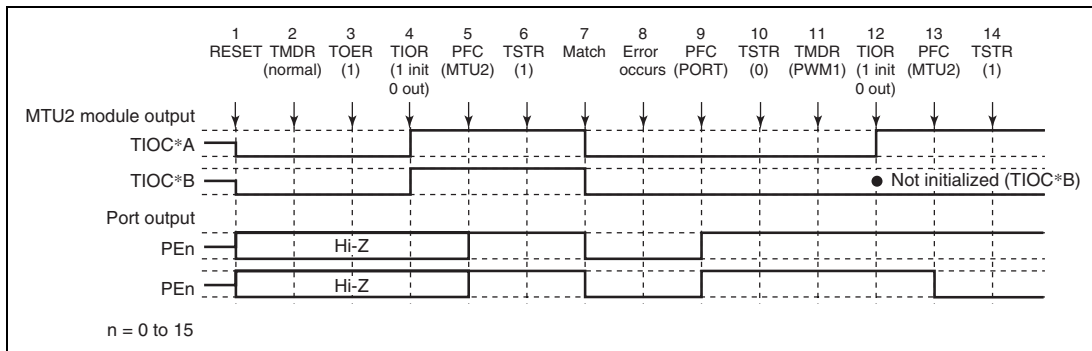 1 2 3 4 5 6 7 8 9 10 11 12 13 14
RESET TMDR TOER TIOR PFC TSTR Match Error PFC TSTR TMDR TIOR PFC TSTR
(normal) (1) (1 init (MTU2) (1) occurs (PORT) (0) (PWM1) (1 init (MTU2) (1)
0 out) 0 out)
MTU2 module output
TIOC*A
TIOC*B
Not initialized (TIOC*B)
Port output
PEn
Hi-Z
PEn
Hi-Z
n = 0 to 15